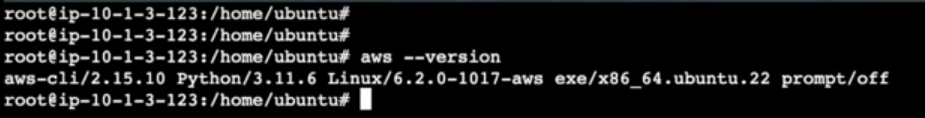 root@ip-10-1-3-123:/home/ubuntu#
root@ip-10-1-3-123:/home/ubuntu#
root@ip-10-1-3-123:/home/ubuntu# aws --version
aws-cli/2.15.10 Python/3.11.6 Linux/6.2.0-1017-aws exe/x86_64.ubuntu.22 prompt/off
root@ip-10-1-3-123:/home/ubuntu#